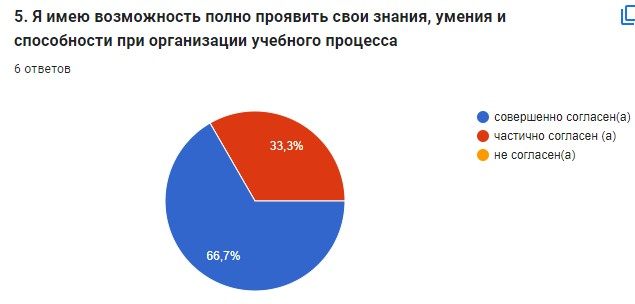 5. Я имею возможность полно проявить свои знания, умения и
способности при организации учебного процесса
6 ответов
33,3%
66,7%
совершенно согласен(а)
частично согласен (а)
не согласен(а)